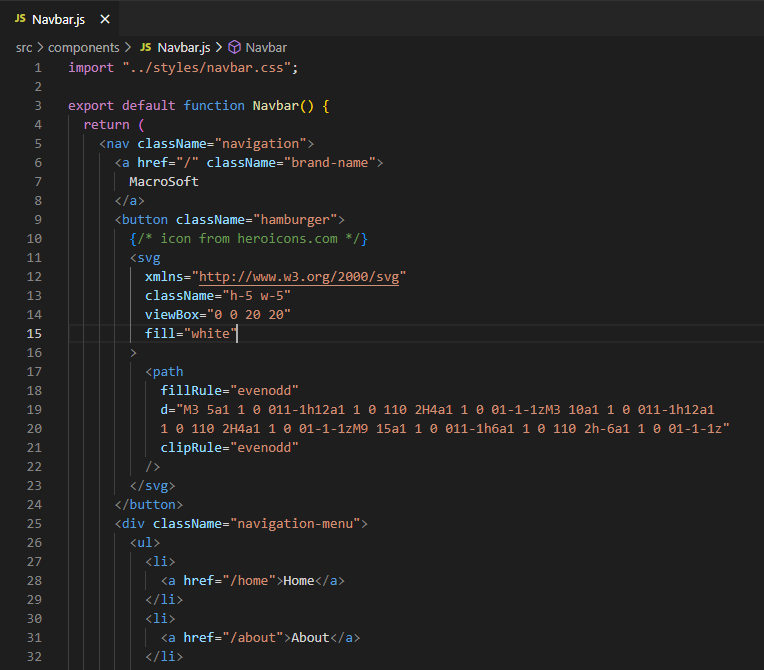 JS Navbar.js ×
src > components > JS Navbar.js > Navbar
1 import "../styles/navbar.css";
2
3 export default function Navbar() {
4 return (
5 <nav className="navigation">
6 <a href="/" className="brand-name">
7 MacroSoft
8 </a>
9 <button className="hamburger">
10 {/* icon from heroicons.com */}
11 <svg
12 xmlns="http://www.w3.org/2000/svg"
13 className="h-5 w-5"
14 viewBox="0 0 20 20"
15 fill="white"
16 >
17 <path
18 fillRule="evenodd"
19 d="M3 5a1 1 0 011-1h12a1 1 0 110 2H4a1 1 0 01-1-1zM3 10a1 1 0 011-1h12a1
20 1 0 110 2H4a1 1 0 01-1-1zM9 15a1 1 0 011-1h6a1 1 0 110 2h-6a1 1 0 01-1-1z"
21 clipRule="evenodd"
22 />
23 </svg>
24 </button>
25 <div className="navigation-menu">
26 <ul>
27 <li>
28 <a href="/home">Home</a>
29 </li>
30 <li>
31 <a href="/about">About</a>
32 </li>